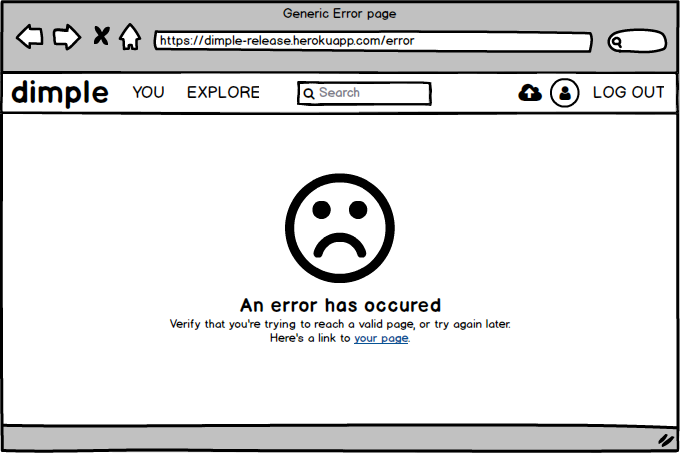 Generic Error page
https://dimple-release.herokuapp.com/error
dimple YOU EXPLORE Search LOG OUT
An error has occured
Verify that you're trying to reach a valid page, or try again later.
Here's a link to your page.